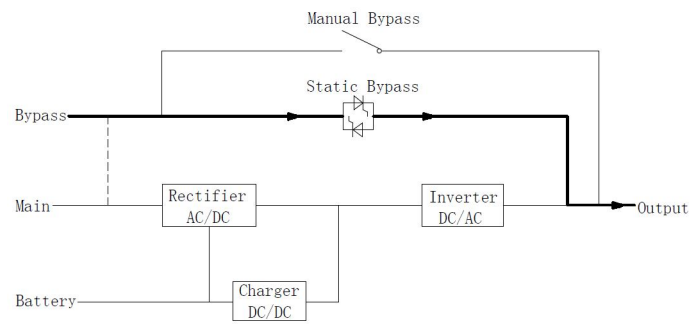 Manual Bypass
Static Bypass
Bypass
Rectifier
AC/DC
Inverter
DC/AC
Main
Output
Battery
Charger
DC/DC